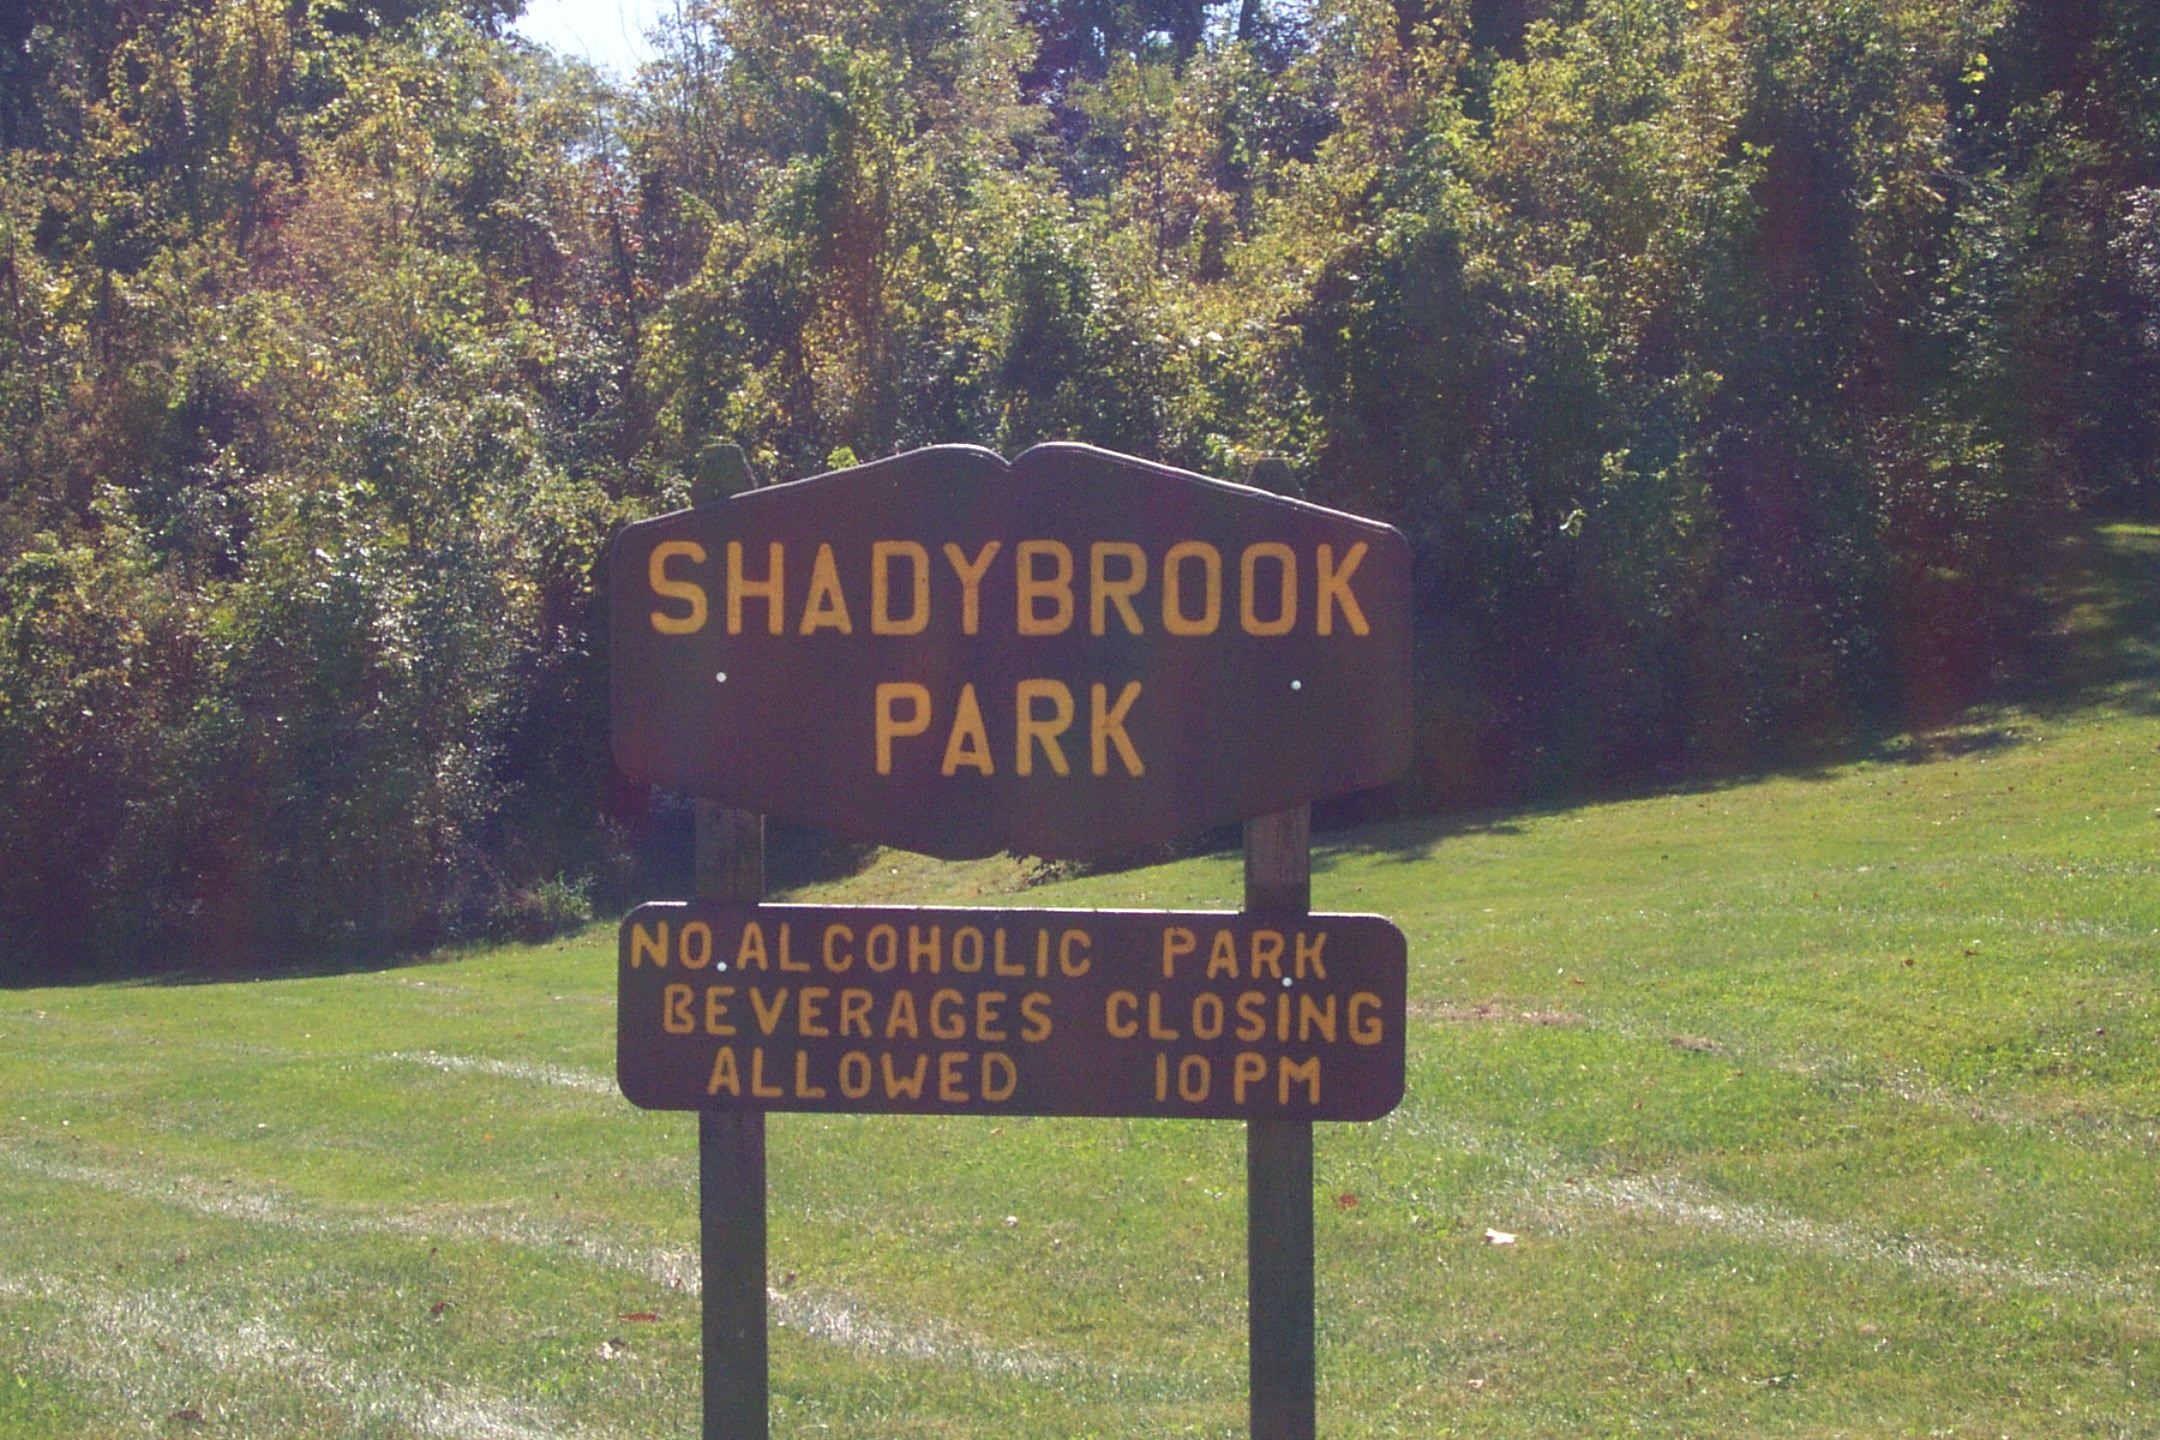 SHADYBROOK
PARK
NO ALCOHOLIC
BEVERAGES
ALLOWED
PARK
CLOSING
10 PM